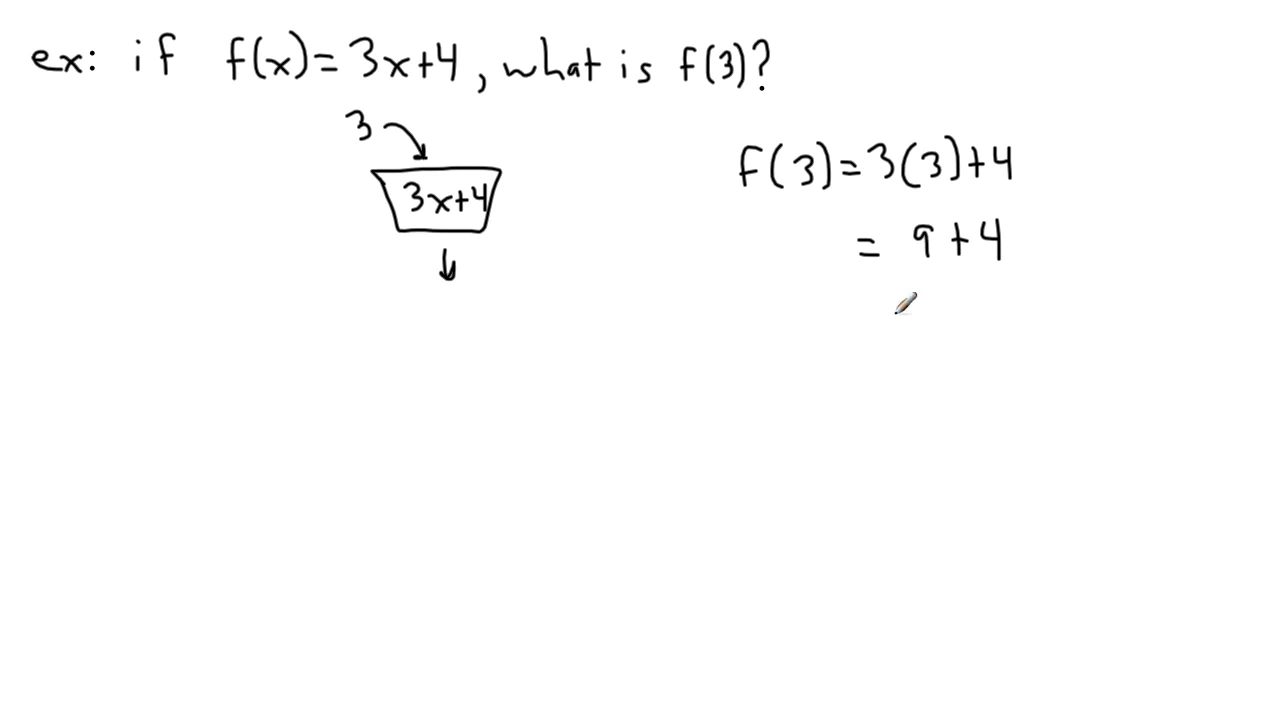 ex: if f(x)=3x+4, what is f(3)?
3
3x+4
f(3)=3(3)+4
= 9+4